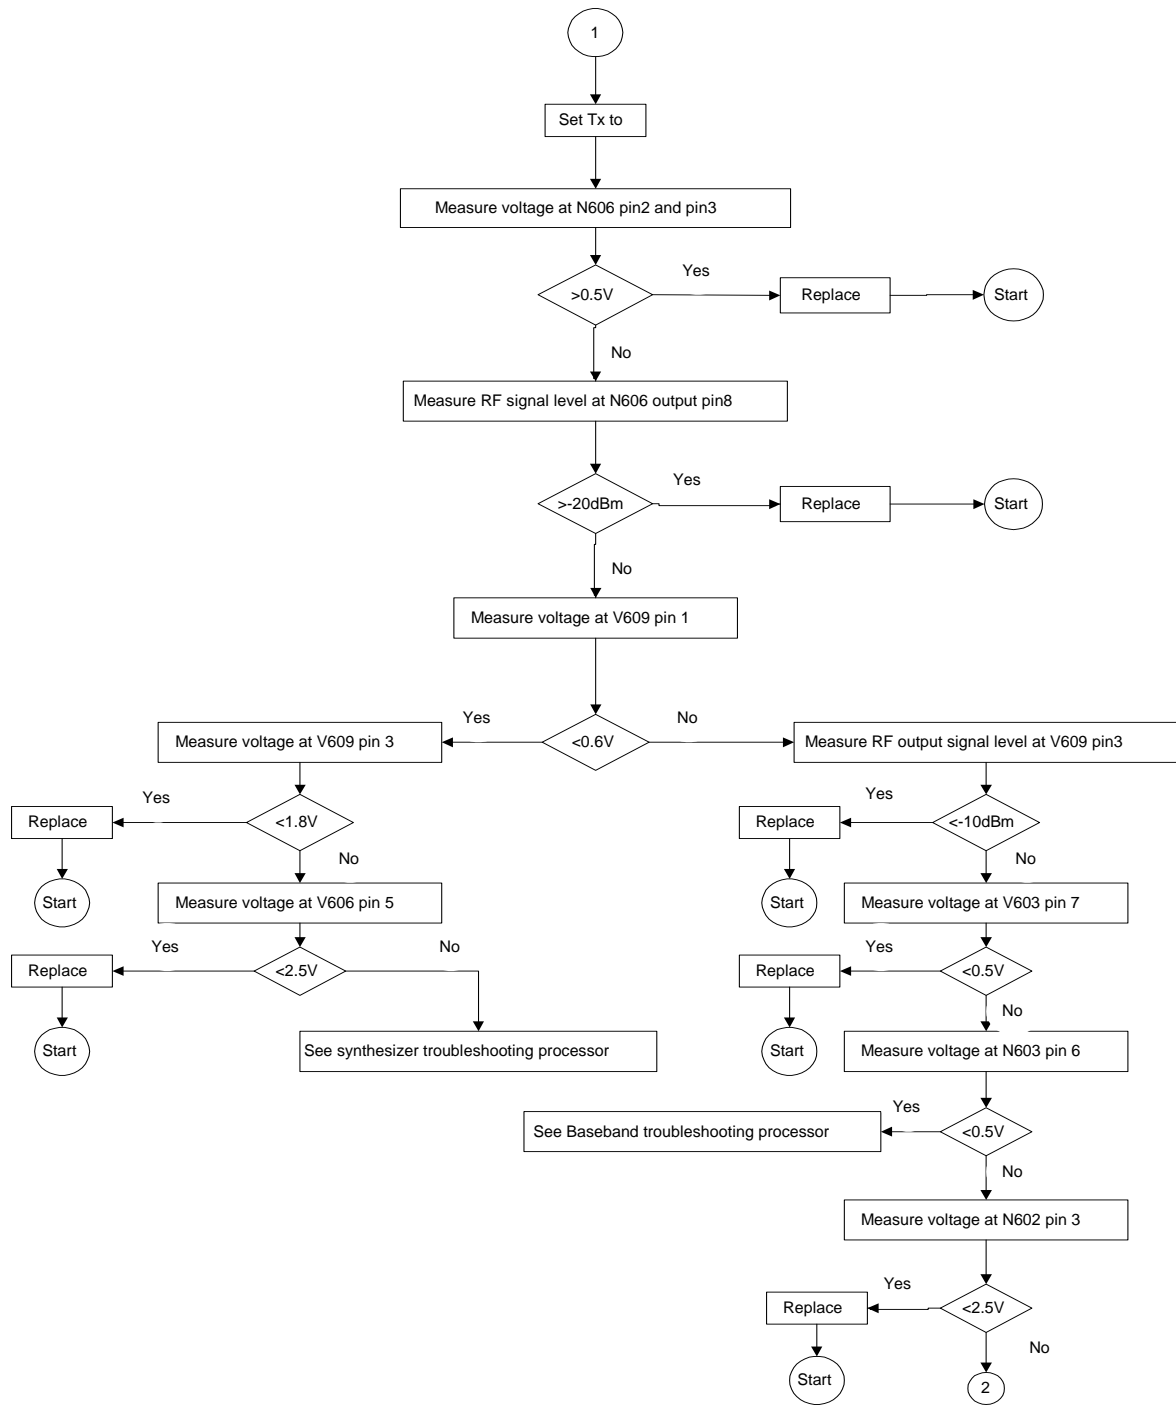 1
Set Tx to
Measure voltage at N606 pin2 and pin3
Yes
>0.5V
Replace
Start
No
Measure RF signal level at N606 output pin8
Yes
>-20dBm
Replace
Start
No
Measure voltage at V609 pin 1
Yes
No
Measure voltage at V609 pin 3
<0.6V
Measure RF output signal level at V609 pin3
Yes
Yes
Replace
<1.8V
Replace
<-10dBm
No
No
Start
Measure voltage at V606 pin 5
Start
Measure voltage at V603 pin 7
Yes
No
Yes
Replace
<2.5V
Replace
<0.5V
No
Start
See synthesizer troubleshooting processor
Start
Measure voltage at N603 pin 6
Yes
See Baseband troubleshooting processor
<0.5V
No
Measure voltage at N602 pin 3
Yes
Replace
<2.5V
No
Start
2